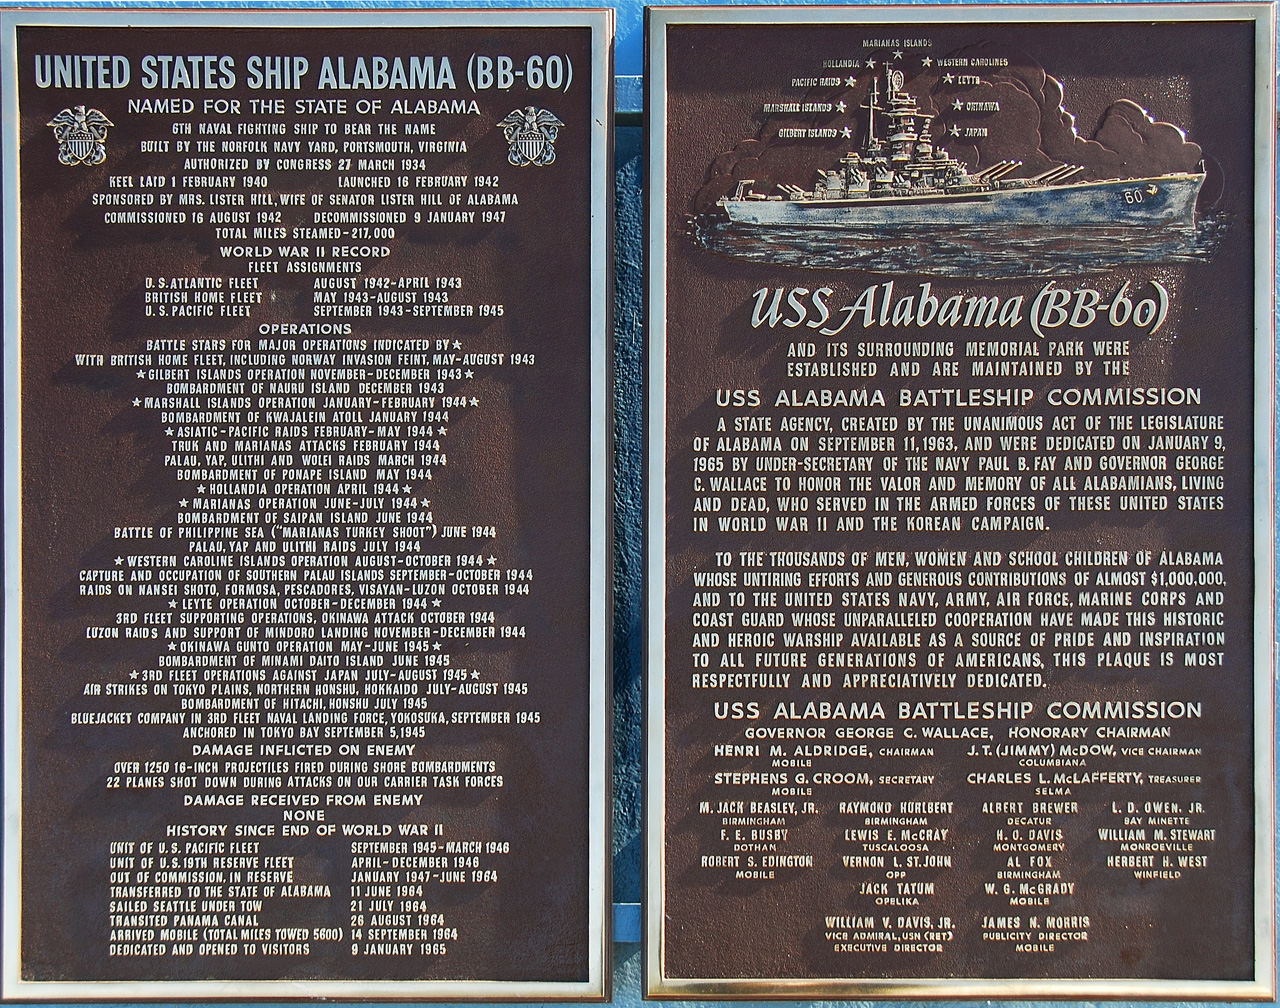 UNITED STATES SHIP ALABAMA (BB-60)
NAMED FOR THE STATE OF ALABAMA
6TH NAVAL FIGHTING SHIP TO BEAR THE NAME
BUILT BY THE NORFOLK NAVY YARD, PORTSMOUTH, VIRGINIA
AUTHORIZED BY CONGRESS 27 MARCH 1934
KEEL LAID 1 FEBRUARY 1940 LAUNCHED 16 FEBRUARY 1942
SPONSORED BY MRS. LISTER HILL, WIFE OF SENATOR LISTER HILL OF ALABAMA
COMMISSIONED 16 AUGUST 1942 DECOMMISSIONED 9 JANUARY 1947
TOTAL MILES STEAMED-217,000
WORLD WAR II RECORD
FLEET ASSIGNMENTS
U.S. ATLANTIC FLEET AUGUST 1942-APRIL 1943
BRITISH HOME FLEET MAY 1943-AUGUST 1943
U.S. PACIFIC FLEET SEPTEMBER 1943-SEPTEMBER 1945
OPERATIONS
BATTLE STARS FOR MAJOR OPERATIONS INDICATED BY ★
WITH BRITISH HOME FLEET, INCLUDING NORWAY INVASION FEINT, MAY-AUGUST 1943
★ GILBERT ISLANDS OPERATION NOVEMBER-DECEMBER 1943 ★
BOMBARDMENT OF NAURU ISLAND DECEMBER 1943
★ MARSHALL ISLANDS OPERATION JANUARY-FEBRUARY 1944 ★
BOMBARDMENT OF KWAJALEIN ATOLL JANUARY 1944
★ ASIATIC-PACIFIC RAIDS FEBRUARY-MAY 1944 ★
TRUK AND MARIANAS ATTACKS FEBRUARY 1944
PALAU, YAP, ULITHI AND WOLEI RAIDS MARCH 1944
BOMBARDMENT OF PONAPE ISLAND MAY 1944
★ HOLLANDIA OPERATION APRIL 1944 ★
★ MARIANAS OPERATION JUNE-JULY 1944 ★
BOMBARDMENT OF SAIPAN ISLAND JUNE 1944
BATTLE OF PHILIPPINE SEA ("MARIANAS TURKEY SHOOT") JUNE 1944
PALAU, YAP AND ULITHI RAIDS JULY 1944
★ WESTERN CAROLINE ISLANDS OPERATION AUGUST-OCTOBER 1944 ★
CAPTURE AND OCCUPATION OF SOUTHERN PALAU ISLANDS SEPTEMBER-OCTOBER 1944
RAIDS ON NANSEI SHOTO, FORMOSA, PESCADORES, VISAYAN-LUZON OCTOBER 1944
★ LEYTE OPERATION OCTOBER-DECEMBER 1944 ★
3RD FLEET SUPPORTING OPERATIONS, OKINAWA ATTACK OCTOBER 1944
LUZON RAIDS AND SUPPORT OF MINDORO LANDING NOVEMBER-DECEMBER 1944
★ OKINAWA GUNTO OPERATION MAY-JUNE 1945 ★
BOMBARDMENT OF MINAMI DAITO ISLAND JUNE 1945
★ 3RD FLEET OPERATIONS AGAINST JAPAN JULY-AUGUST 1945 ★
AIR STRIKES ON TOKYO PLAINS, NORTHERN HONSHU, HOKKAIDO JULY-AUGUST 1945
BOMBARDMENT OF HITACHI, HONSHU JULY 1945
BLUEJACKET COMPANY IN 3RD FLEET NAVAL LANDING FORCE, YOKOSUKA, SEPTEMBER 1945
ANCHORED IN TOKYO BAY SEPTEMBER 5, 1945
DAMAGE INFLICTED ON ENEMY
OVER 1250 16-INCH PROJECTILES FIRED DURING SHORE BOMBARDMENTS
22 PLANES SHOT DOWN DURING ATTACKS ON OUR CARRIER TASK FORCES
DAMAGE RECEIVED FROM ENEMY
NONE
HISTORY SINCE END OF WORLD WAR II
UNIT OF U.S. PACIFIC FLEET SEPTEMBER 1945-MARCH 1946
UNIT OF U.S. 19TH RESERVE FLEET APRIL-DECEMBER 1946
OUT OF COMMISSION, IN RESERVE JANUARY 1947-JUNE 1964
TRANSFERRED TO THE STATE OF ALABAMA 11 JUNE 1964
SAILED SEATTLE UNDER TOW 21 JULY 1964
TRANSITED PANAMA CANAL 26 AUGUST 1964
ARRIVED MOBILE (TOTAL MILES TOWED 5600) 14 SEPTEMBER 1964
DEDICATED AND OPENED TO VISITORS 9 JANUARY 1965
MARIANAS ISLANDS
HOLLANDIA ★ ★ WESTERN CAROLINES
PACIFIC RAIDS ★ ★ LEYTE
MARSHALL ISLANDS ★ ★ OKINAWA
GILBERT ISLANDS ★ ★ JAPAN
60
USS Alabama (BB-60)
AND ITS SURROUNDING MEMORIAL PARK WERE
ESTABLISHED AND ARE MAINTAINED BY THE
USS ALABAMA BATTLESHIP COMMISSION
A STATE AGENCY, CREATED BY THE UNANIMOUS ACT OF THE LEGISLATURE
OF ALABAMA ON SEPTEMBER 11, 1963, AND WERE DEDICATED ON JANUARY 9,
1965 BY UNDER-SECRETARY OF THE NAVY PAUL B. FAY AND GOVERNOR GEORGE
C. WALLACE TO HONOR THE VALOR AND MEMORY OF ALL ALABAMIANS, LIVING
AND DEAD, WHO SERVED IN THE ARMED FORCES OF THESE UNITED STATES
IN WORLD WAR II AND THE KOREAN CAMPAIGN.
TO THE THOUSANDS OF MEN, WOMEN AND SCHOOL CHILDREN OF ALABAMA
WHOSE UNTIRING EFFORTS AND GENEROUS CONTRIBUTIONS OF ALMOST $1,000,000,
AND TO THE UNITED STATES NAVY, ARMY, AIR FORCE, MARINE CORPS AND
COAST GUARD WHOSE UNPARALLELED COOPERATION HAVE MADE THIS HISTORIC
AND HEROIC WARSHIP AVAILABLE AS A SOURCE OF PRIDE AND INSPIRATION
TO ALL FUTURE GENERATIONS OF AMERICANS, THIS PLAQUE IS MOST
RESPECTFULLY AND APPRECIATIVELY DEDICATED.
USS ALABAMA BATTLESHIP COMMISSION
GOVERNOR GEORGE C. WALLACE, HONORARY CHAIRMAN
HENRI M. ALDRIDGE, CHAIRMAN J.T. (JIMMY) McDOW, VICE CHAIRMAN
MOBILE COLUMBIANA
STEPHENS G. CROOM, SECRETARY CHARLES L. McLAFFERTY, TREASURER
MOBILE SELMA
M. JACK BEASLEY, JR. RAYMOND HURLBERT ALBERT BREWER L. D. OWEN, JR.
BIRMINGHAM BIRMINGHAM DECATUR BAY MINETTE
F. E. BUSBY LEWIS E. McCRAY H. O. DAVIS WILLIAM M. STEWART
DOTHAN TUSCALOOSA MONTGOMERY MONROEVILLE
ROBERT S. EDINGTON VERNON L. ST. JOHN AL FOX HERBERT H. WEST
MOBILE OPP BIRMINGHAM WINFIELD
JACK TATUM W. G. McGRADY
OPELIKA MOBILE
WILLIAM V. DAVIS, JR. JAMES N. MORRIS
VICE ADMIRAL, USN (RET) PUBLICITY DIRECTOR
EXECUTIVE DIRECTOR MOBILE